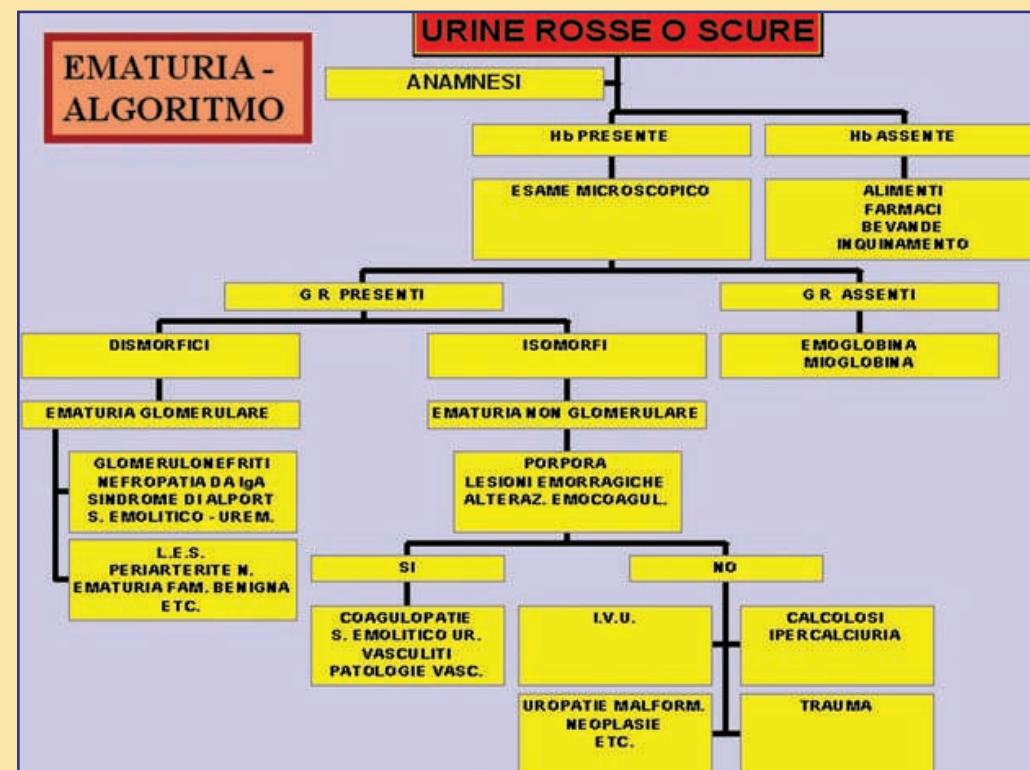 URINE ROSSE O SCURE
EMATURIA -
ALGORITMO
ANAMNESI
Hb PRESENTE
Hb ASSENTE
ESAME MICROSCOPICO
ALIMENTI
FARMACI
BEVANDE
INQUINAMENTO
G R PRESENTI
G R ASSENTI
DISMORFICI
ISOMORFI
EMOGLOBINA
MIOGLOBINA
EMATURIA GLOMERULARE
EMATURIA NON GLOMERULARE
GLOMERULONEFRITI
NEFROPATIA DA IgA
SINDROME DI ALPORT
S. EMOLITICO - UREM.
PORPORA
LESIONI EMORRAGICHE
ALTERAZ. EMOCOAGUL.
L.E.S.
PERIARTERITE N.
EMATURIA FAM. BENIGNA
ETC.
SI
NO
COAGULOPATIE
S. EMOLITICO UR.
VASCULITI
PATOLOGIE VASC.
I.V.U.
CALCOLOSI
IPERCALCIURIA
UROPATIE MALFORM.
NEOPLASIE
ETC.
TRAUMA